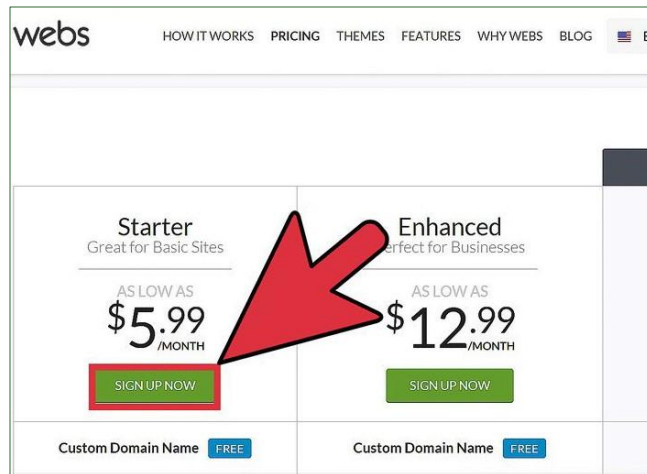 webs HOW IT WORKS PRICING THEMES FEATURES WHY WEBS BLOG
Starter
Great for Basic Sites
AS LOW AS
$5.99
/MONTH
SIGN UP NOW
Custom Domain Name FREE
Enhanced
for Businesses
AS LOW AS
$12.99
/MONTH
SIGN UP NOW
Custom Domain Name FREE